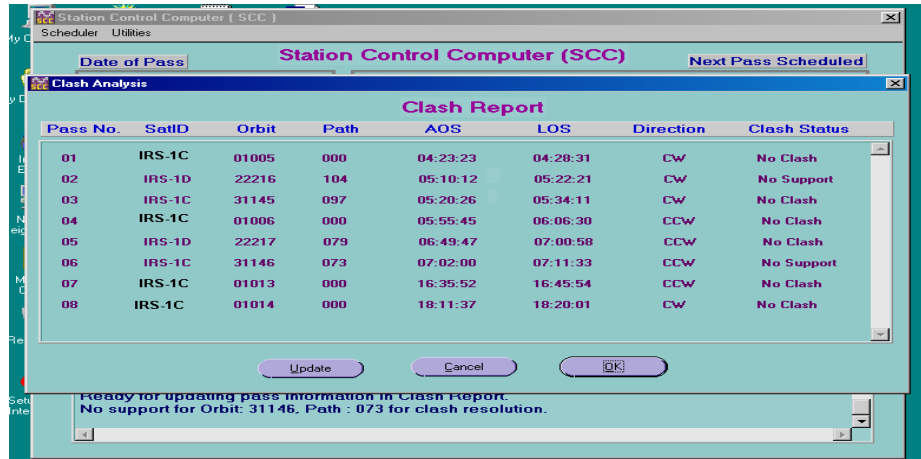 Station Control Computer ( SCC )
Scheduler Utilities
Station Control Computer (SCC)
Date of Pass
Next Pass Scheduled
Clash Analysis
Clash Report
Pass No. SatID Orbit Path AOS LOS Direction Clash Status
01 IRS-1C 01005 000 04:23:23 04:28:31 CW No Clash
02 IRS-1D 22216 104 05:10:12 05:22:21 CW No Support
03 IRS-1C 31145 097 05:20:26 05:34:11 CW No Clash
04 IRS-1C 01006 000 05:55:45 06:06:30 CCW No Clash
05 IRS-1D 22217 079 06:49:47 07:00:58 CCW No Clash
06 IRS-1C 31146 073 07:02:00 07:11:33 CCW No Support
07 IRS-1C 01013 000 16:35:52 16:45:54 CCW No Clash
08 IRS-1C 01014 000 18:11:37 18:20:01 CW No Clash
Update Cancel OK
Ready for updating pass information in Clash Report.
No support for Orbit: 31146, Path : 073 for clash resolution.